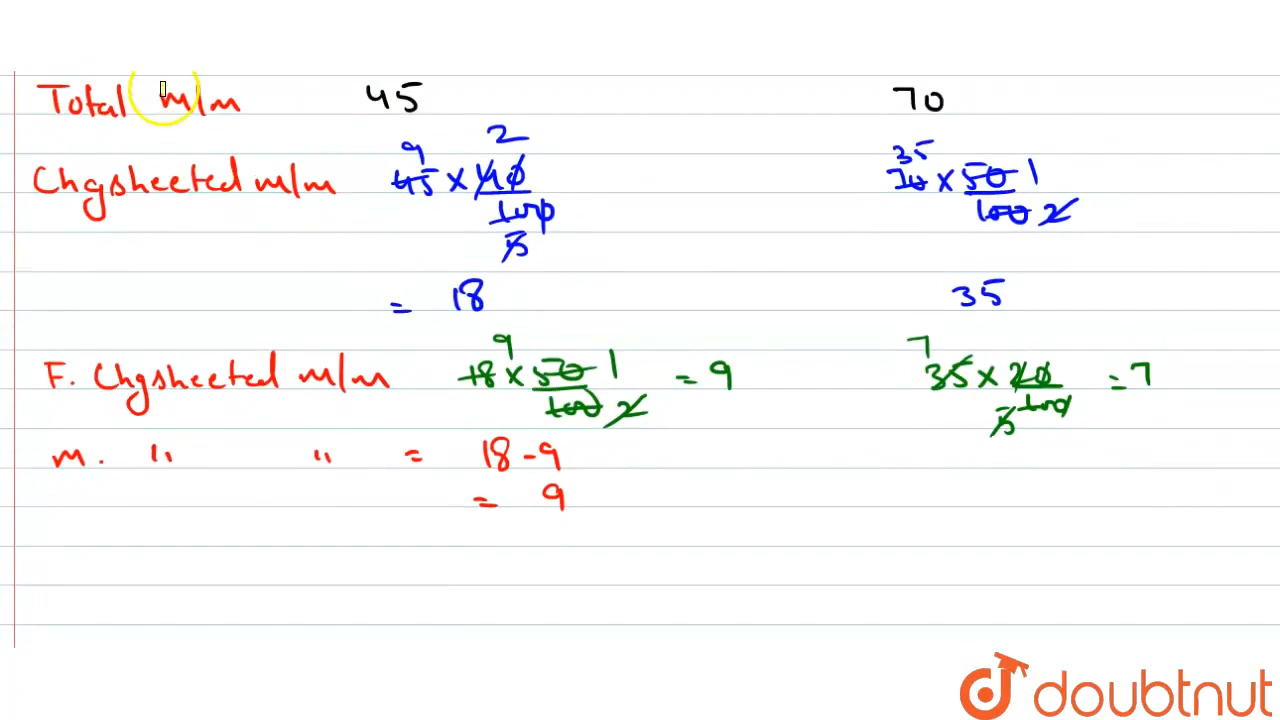 Total m/m 45 70
Chgsheeted m/m 45 × 40/100 9 2 5 70 × 50/100 35 1 2
= 18 35
F. Chgsheeted m/m 18 × 50/100 9 1 2 = 9 35 × 20/100 7 5 = 7
m. " " = 18 - 9
= 9
doubtnut